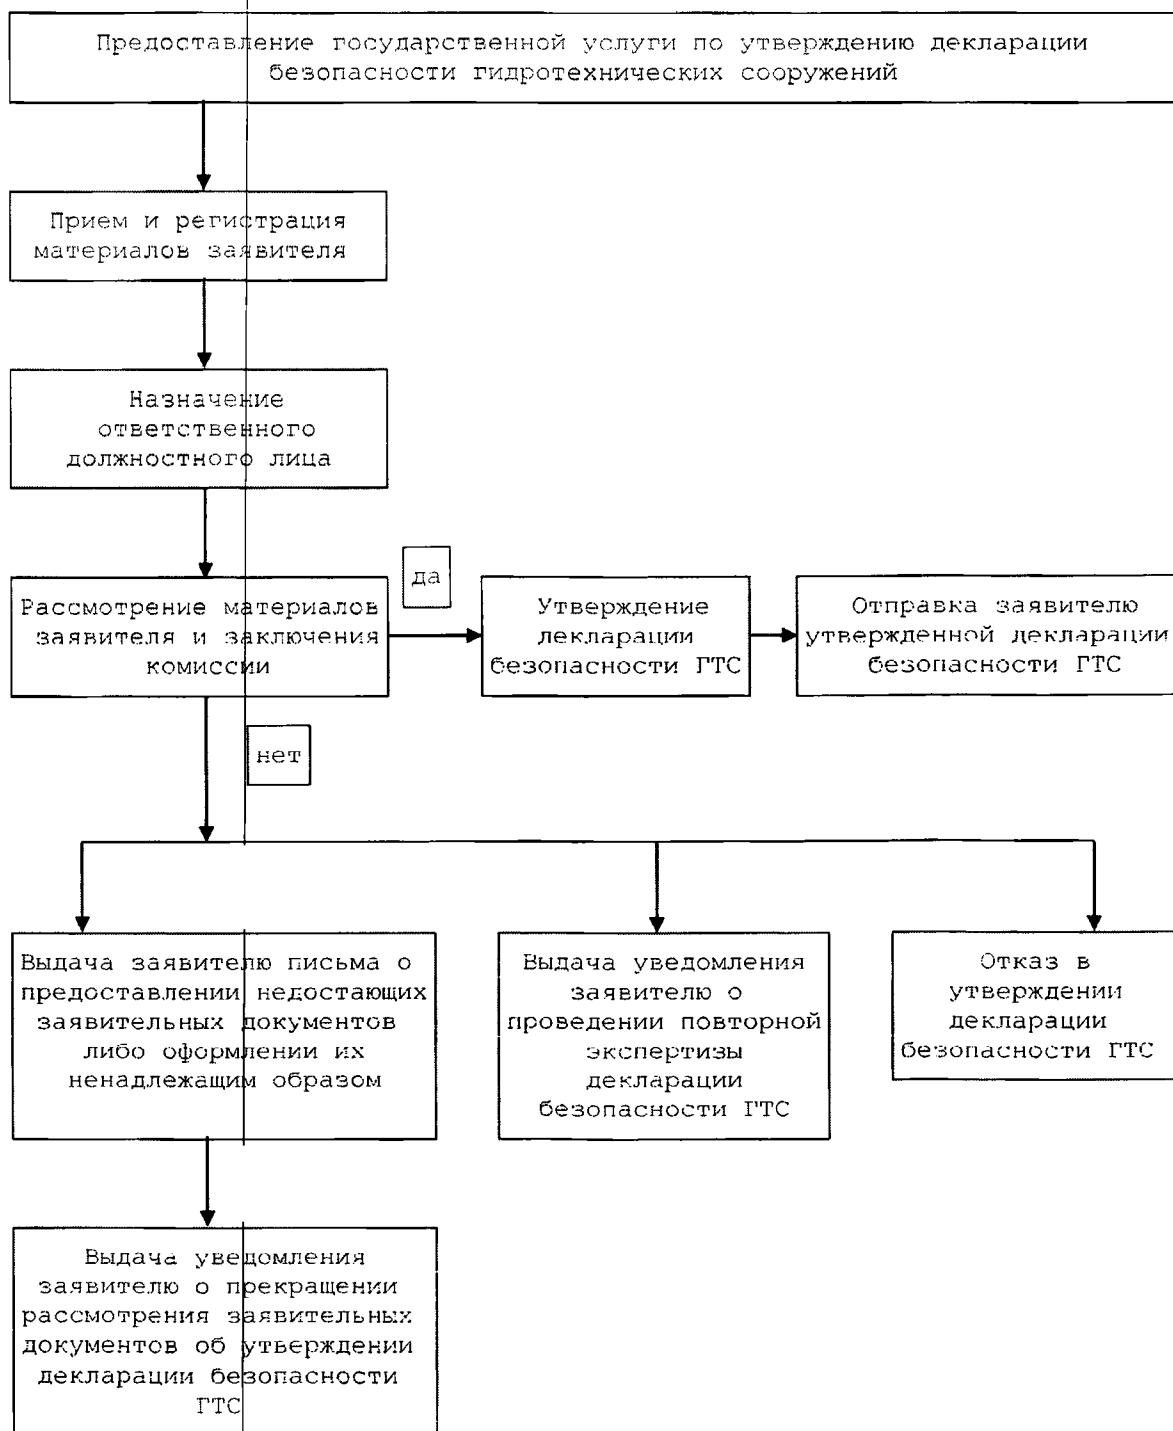 Предоставление государственной услуги по утверждению декларации
безопасности гидротехнических сооружений
Прием и регистрация
материалов заявителя
Назначение
ответственного
должностного лица
Рассмотрение материалов
заявителя и заключения
комиссии
да
Утверждение
декларации
безопасности ГТС
Отправка заявителю
утвержденной декларации
безопасности ГТС
нет
Выдача заявителю письма о
предоставлении недостающих
заявительных документов
либо оформлении их
ненадлежащим образом
Выдача уведомления
заявителю о
проведении повторной
экспертизы
декларации
безопасности ГТС
Отказ в
утверждении
декларации
безопасности ГТС
Выдача уведомления
заявителю о прекращении
рассмотрения заявительных
документов об утверждении
декларации безопасности
ГТС